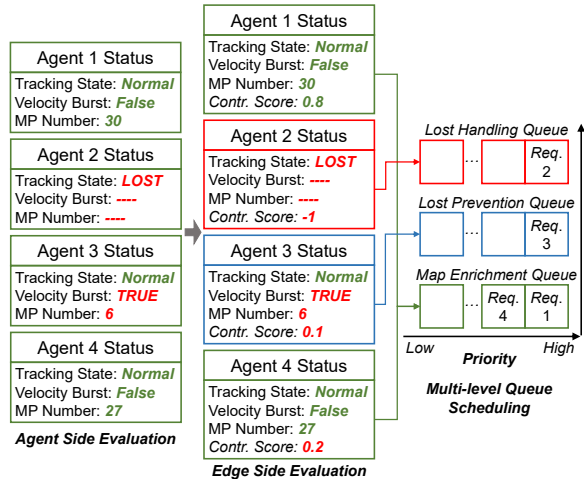 Agent 1 Status
Tracking State: Normal
Velocity Burst: False
MP Number: 30
Agent 2 Status
Tracking State: LOST
Velocity Burst: ----
MP Number: ----
Agent 3 Status
Tracking State: Normal
Velocity Burst: TRUE
MP Number: 6
Agent 4 Status
Tracking State: Normal
Velocity Burst: False
MP Number: 27
Agent Side Evaluation
Agent 1 Status
Tracking State: Normal
Velocity Burst: False
MP Number: 30
Contr. Score: 0.8
Agent 2 Status
Tracking State: LOST
Velocity Burst: ----
MP Number: ----
Contr. Score: -1
Agent 3 Status
Tracking State: Normal
Velocity Burst: TRUE
MP Number: 6
Contr. Score: 0.1
Agent 4 Status
Tracking State: Normal
Velocity Burst: False
MP Number: 27
Contr. Score: 0.2
Edge Side Evaluation
Lost Handling Queue
... Req.
2
Lost Prevention Queue
... Req.
3
Map Enrichment Queue
... Req. Req.
4 1
Low High
Priority
Multi-level Queue
Scheduling